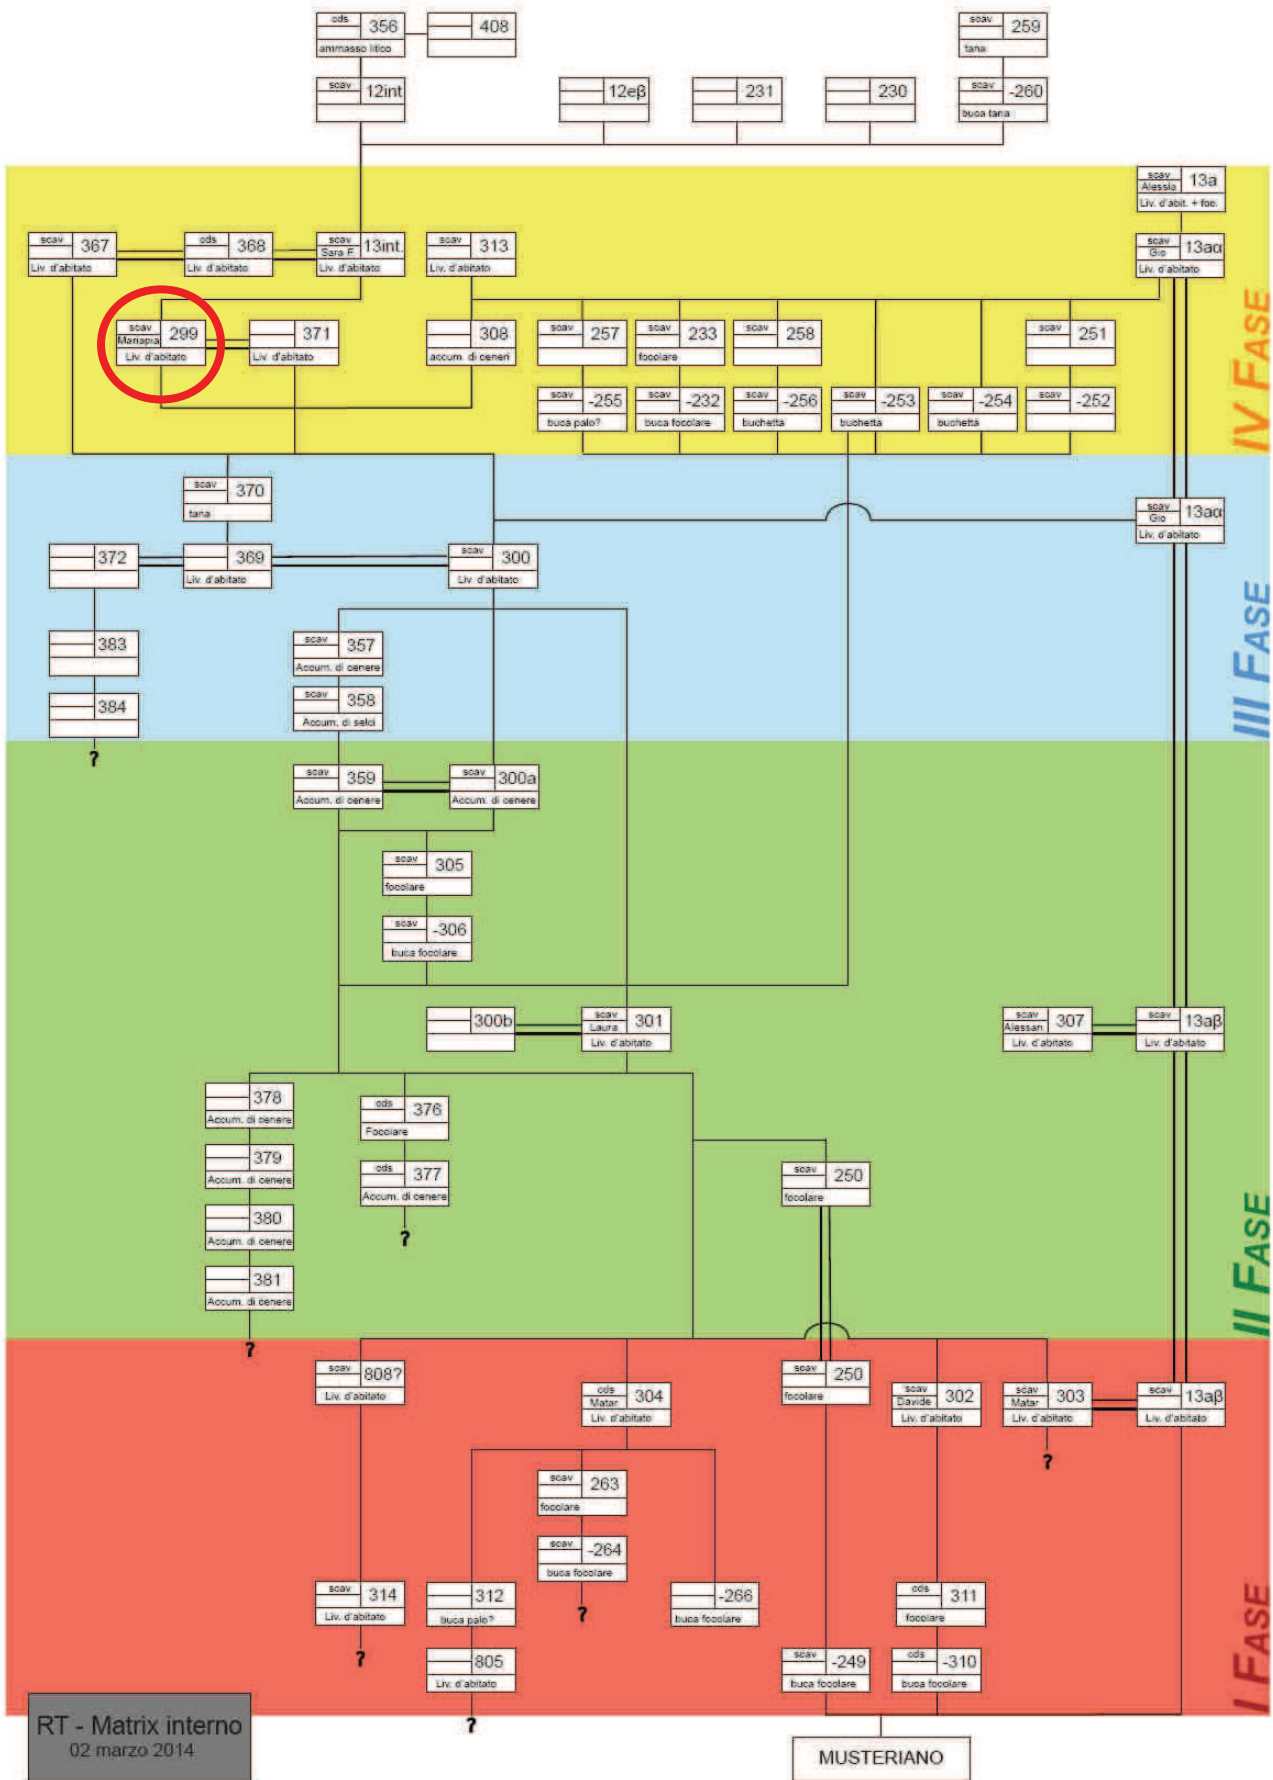 cds 356
ammasso litico
408
scav 259
tana
scav 12int
12eβ
231
230
scav -260
buca tana
scav Alessia 13a
Liv. d'abit. + foc.
scav 367
Liv. d'abitato
cds 368
Liv. d'abitato
scav Sara F. 13int.
Liv. d'abitato
scav 313
Liv. d'abitato
scav Gio 13aα
Liv. d'abitato
scav Mariapia 299
Liv. d'abitato
371
Liv. d'abitato
308
accum. di ceneri
scav 257
scav 233
focolare
scav 258
scav 251
scav -255
buca palo?
scav -232
buca focolare
scav -256
buchetta
scav -253
buchetta
scav -254
buchetta
scav -252
IV FASE
scav 370
tana
scav Gio 13aα
Liv. d'abitato
372
369
Liv. d'abitato
scav 300
Liv. d'abitato
383
scav 357
Accum. di cenere
384
scav 358
Accum. di selci
?
III FASE
scav 359
Accum. di cenere
scav 300a
Accum. di cenere
scav 305
focolare
scav -306
buca focolare
300b
scav Laura 301
Liv. d'abitato
scav Alessan 307
Liv. d'abitato
scav 13aβ
Liv. d'abitato
378
Accum. di cenere
cds 376
Focolare
379
Accum. di cenere
cds 377
Accum. di cenere
scav 250
focolare
380
Accum. di cenere
?
381
Accum. di cenere
?
II FASE
scav 808?
Liv. d'abitato
cds Matar 304
Liv. d'abitato
scav 250
focolare
scav Davide 302
Liv. d'abitato
scav Matar 303
Liv. d'abitato
scav 13aβ
Liv. d'abitato
?
scav 263
focolare
scav -264
buca focolare
scav 314
Liv. d'abitato
312
buca palo?
?
-266
buca focolare
cds 311
focolare
?
805
Liv. d'abitato
scav -249
buca focolare
cds -310
buca focolare
?
I FASE
RT - Matrix interno
02 marzo 2014
MUSTERIANO